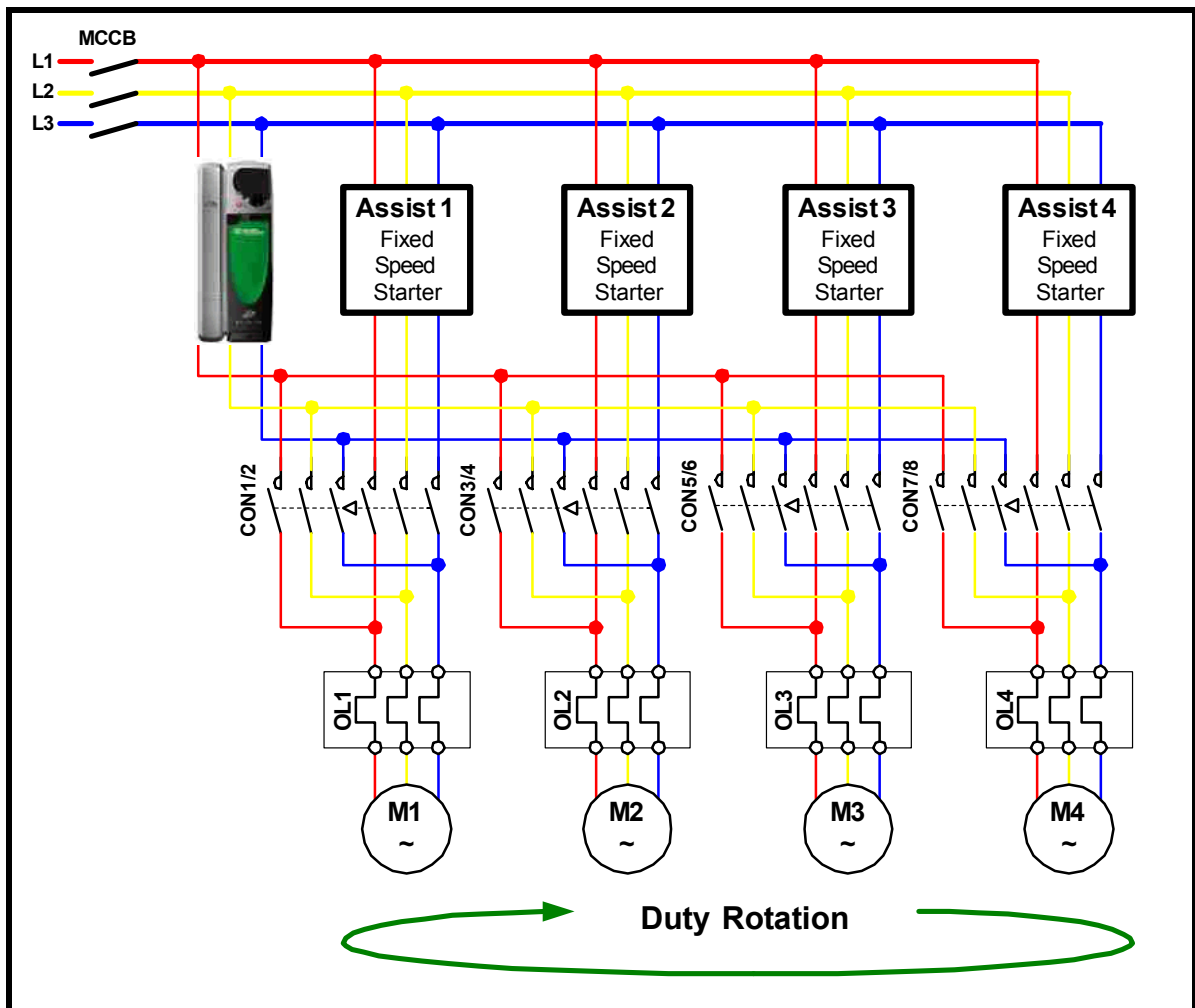 MCCB
L1
L2
L3
Assist 1
Fixed
Speed
Starter
Assist 2
Fixed
Speed
Starter
Assist 3
Fixed
Speed
Starter
Assist 4
Fixed
Speed
Starter
CON1/2
CON3/4
CON5/6
CON7/8
OL1
OL2
OL3
OL4
M1
~
M2
~
M3
~
M4
~
Duty Rotation